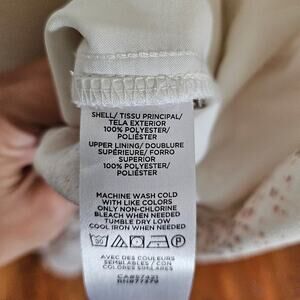 SHELL/ TISSU PRINCIPAL/
TELA EXTERIOR
100% POLYESTER/
POLIÉSTER
UPPER LINING/ DOUBLURE
SUPÉRIEURE/ FORRO
SUPERIOR
100% POLYESTER/
POLIÉSTER
MACHINE WASH COLD
WITH LIKE COLORS
ONLY NON-CHLORINE
BLEACH WHEN NEEDED
TUMBLE DRY LOW
COOL IRON WHEN NEEDED
AVEC DES COULEURS
SEMBLABLES / CON
COLORES SIMILARES